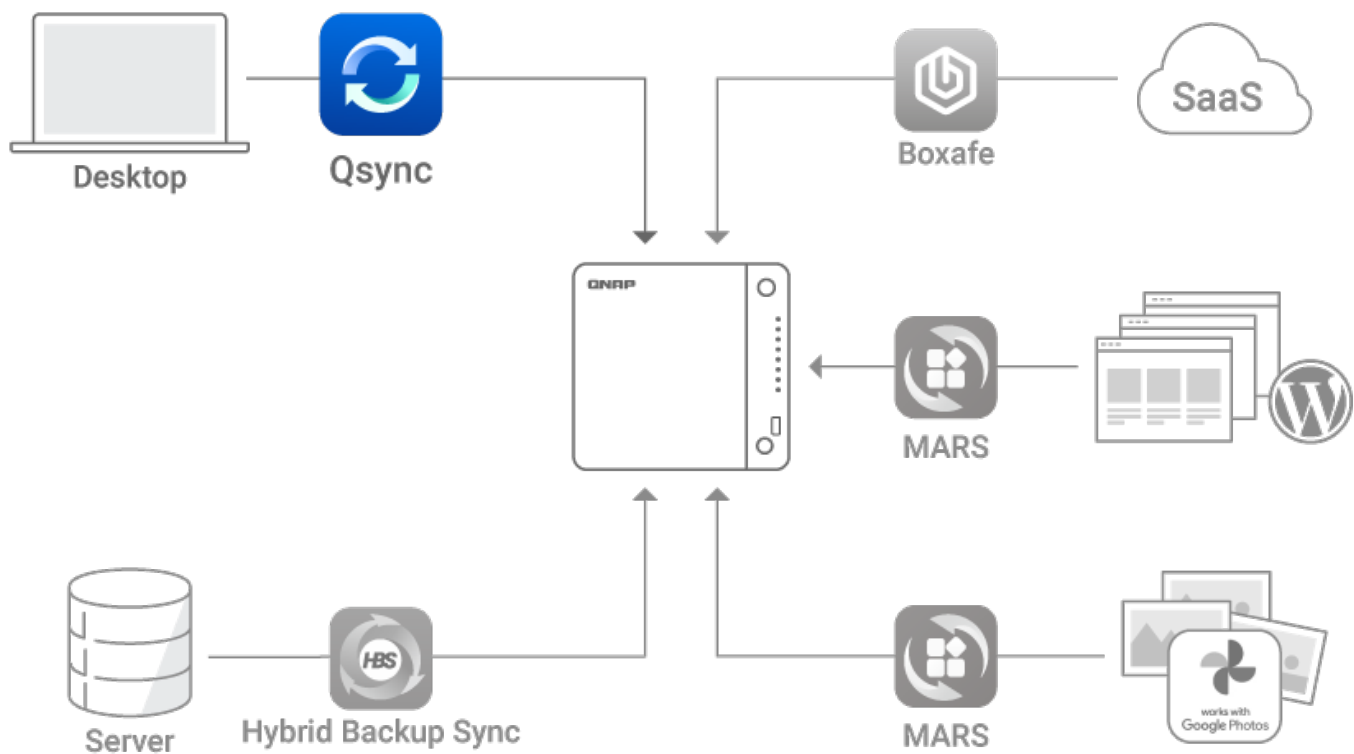 Desktop
Qsync
Boxafe
SaaS
QNAP
MARS
Server
HBS
Hybrid Backup Sync
MARS
works with
Google Photos